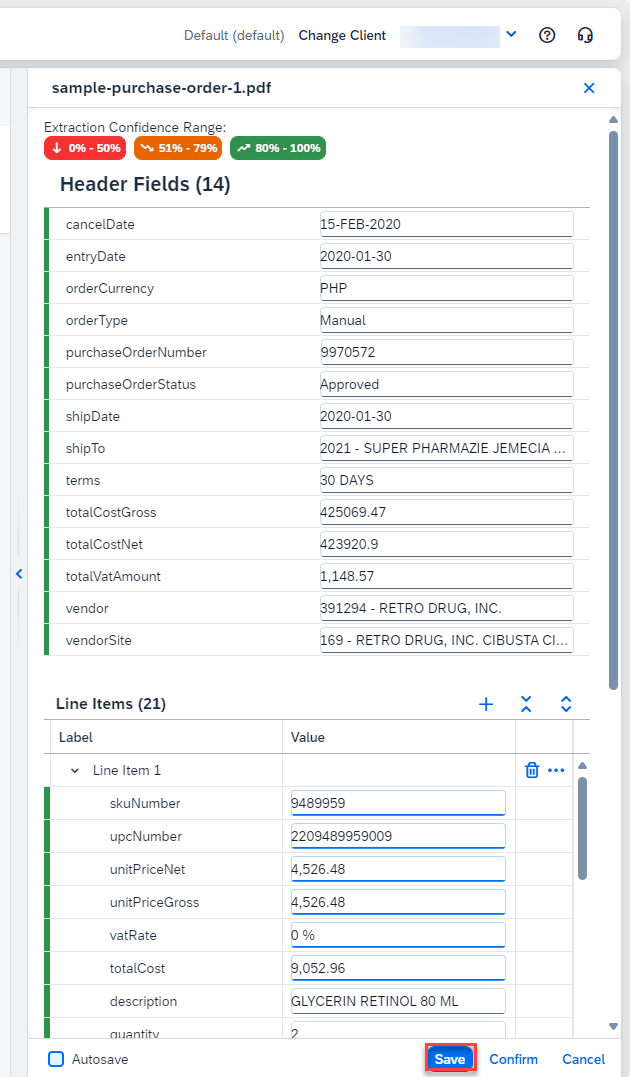 Default (default) Change Client
sample-purchase-order-1.pdf
Extraction Confidence Range:
0% - 50% 51% - 79% 80% - 100%
Header Fields (14)
cancelDate 15-FEB-2020
entryDate 2020-01-30
orderCurrency PHP
orderType Manual
purchaseOrderNumber 9970572
purchaseOrderStatus Approved
shipDate 2020-01-30
shipTo 2021 - SUPER PHARMAZIE JEMECIA ...
terms 30 DAYS
totalCostGross 425069.47
totalCostNet 423920.9
totalVatAmount 1,148.57
vendor 391294 - RETRO DRUG, INC.
vendorSite 169 - RETRO DRUG, INC. CIBUSTA CI...
Line Items (21)
Label Value
Line Item 1
skuNumber 9489959
upcNumber 2209489959009
unitPriceNet 4,526.48
unitPriceGross 4,526.48
vatRate 0 %
totalCost 9,052.96
description GLYCERIN RETINOL 80 ML
quantity 2
Autosave Save Confirm Cancel